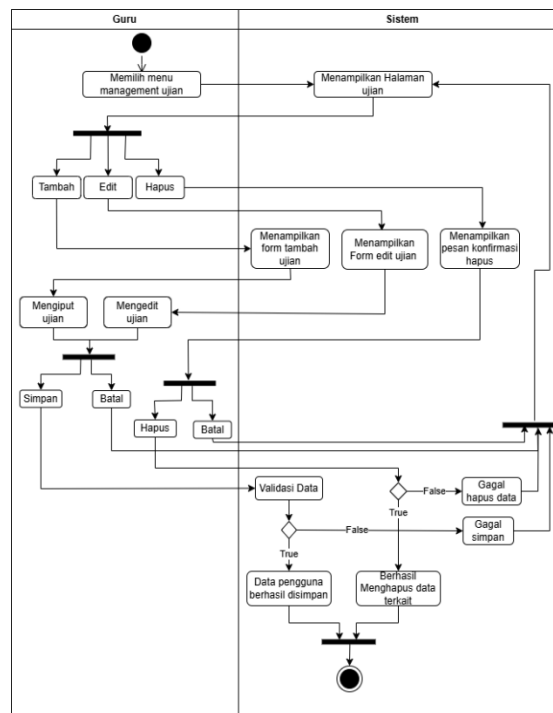 Guru
Sistem
Memilih menu
management ujian
Menampilkan Halaman
ujian
Tambah
Edit
Hapus
Menampilkan
form tambah
ujian
Menampilkan
Form edit ujian
Menampilkan
pesan konfirmasi
hapus
Mengiput
ujian
Mengedit
ujian
Simpan
Batal
Hapus
Batal
Validasi Data
False
Gagal
hapus data
True
False
Gagal
simpan
True
Data pengguna
berhasil disimpan
Berhasil
Menghapus data
terkait